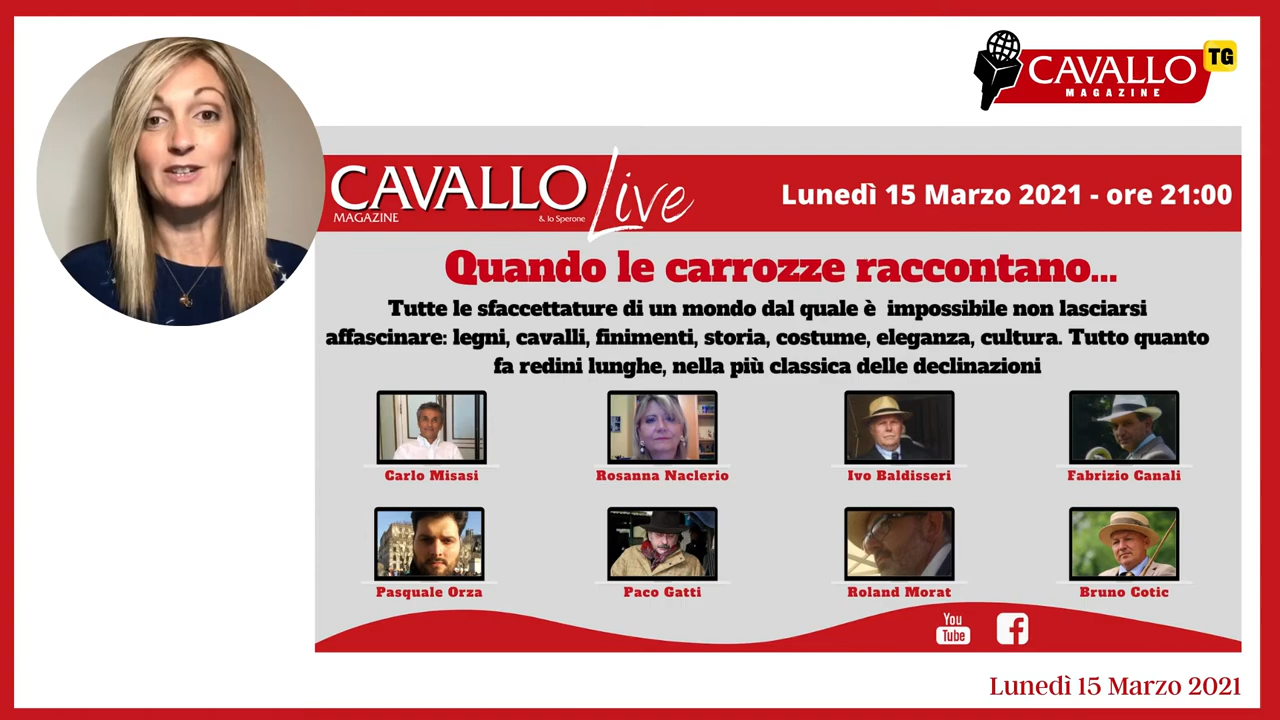 CAVALLO TG
MAGAZINE
CAVALLO Live
MAGAZINE & lo Sperone
Lunedì 15 Marzo 2021 - ore 21:00
Quando le carrozze raccontano...
Tutte le sfaccettature di un mondo dal quale è impossibile non lasciarsi
affascinare: legni, cavalli, finimenti, storia, costume, eleganza, cultura. Tutto quanto
fa redini lunghe, nella più classica delle declinazioni
Carlo Misasi
Rosanna Naclerio
Ivo Baldisseri
Fabrizio Canali
Pasquale Orza
Paco Gatti
Roland Morat
Bruno Cotic
You
Tube
Lunedì 15 Marzo 2021